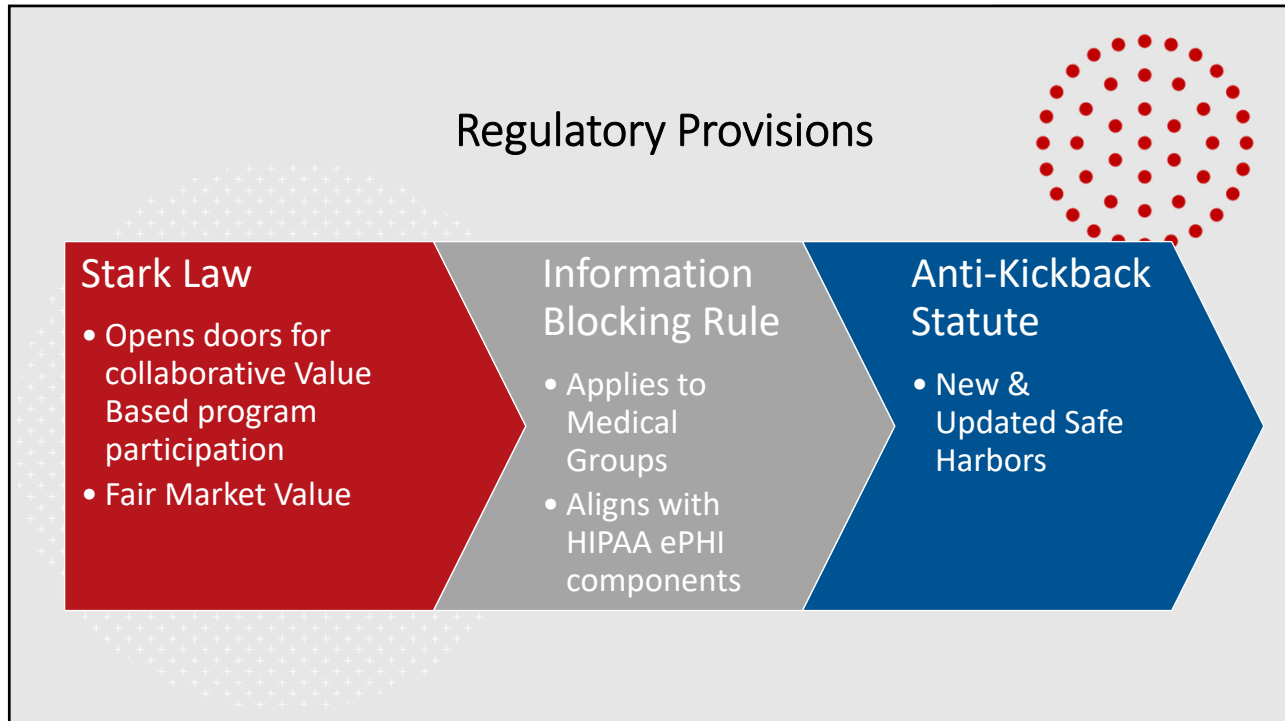 Regulatory Provisions
Stark Law
• Opens doors for
collaborative Value
Based program
participation
• Fair Market Value
Information
Blocking Rule
• Applies to
Medical
Groups
• Aligns with
HIPAA ePHI
components
Anti-Kickback
Statute
• New &
Updated Safe
Harbors